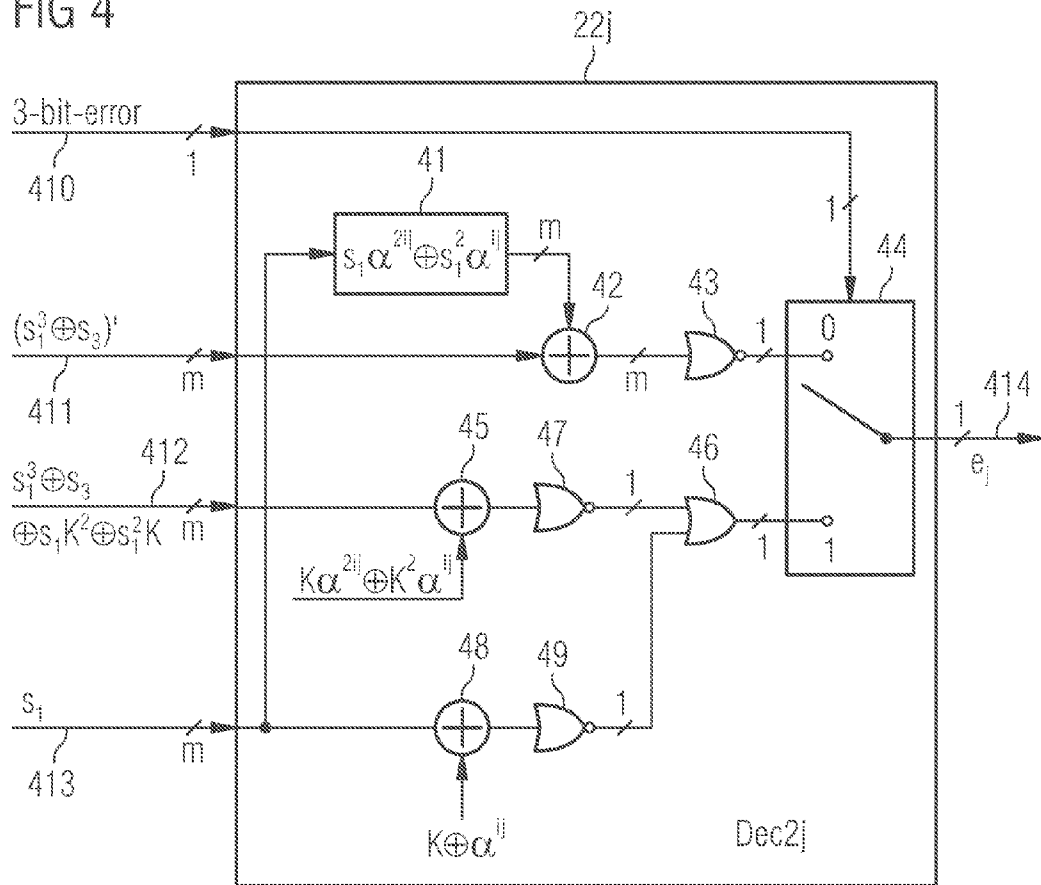 FIG 4
22j
3-bit-error
1
410
1
41
s₁α²ⁱʲ⊕s₁²αⁱʲ
m
42
43
44
0
(s₁³⊕s₃)'
m
411
m
1
1
414
eⱼ
412
s₁³⊕s₃
⊕s₁K²⊕s₁²K
m
45
47
1
46
1
1
Kα²ⁱʲ⊕K²αⁱʲ
48
49
1
s₁
m
413
K⊕αⁱʲ
Dec2j